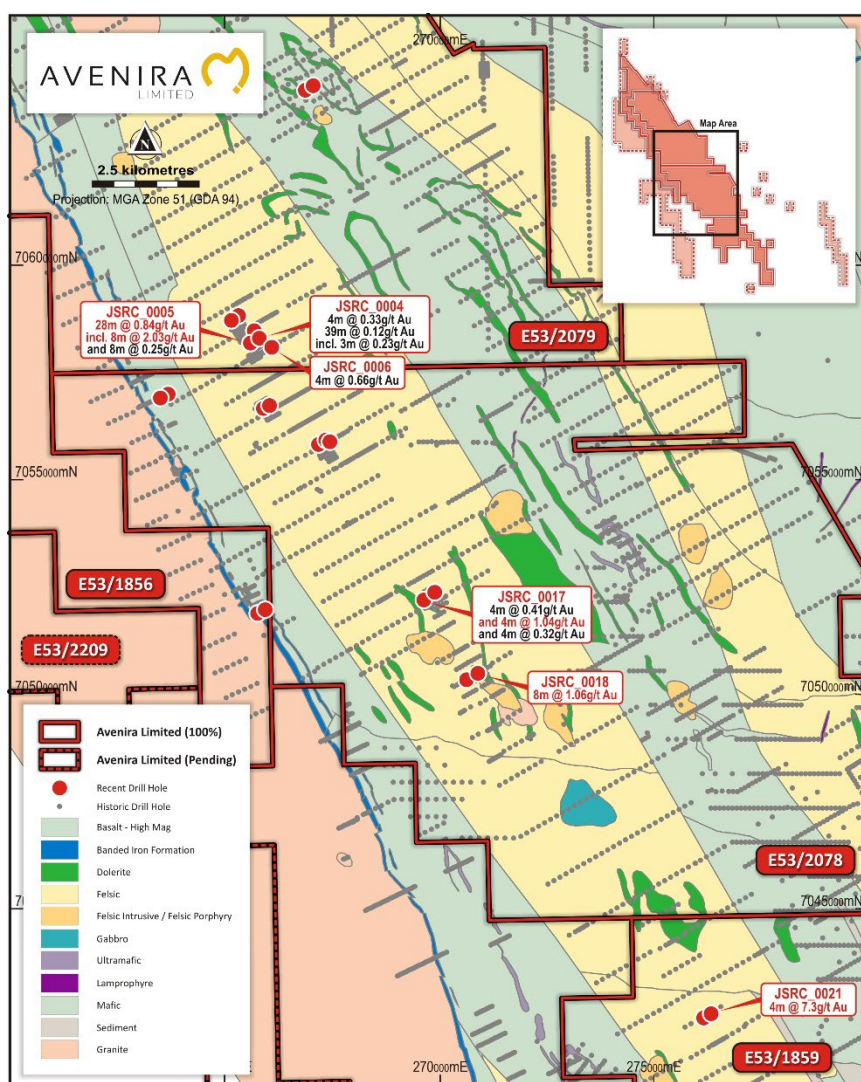 AVENIRA
LIMITED
N
2.5 kilometres
Projection: MGA Zone 51 (GDA 94)
270000mE
Map Area
7060000mN
7060000mN
JSRC_0005
28m @ 0.84g/t Au
incl. 8m @ 2.03g/t Au
and 8m @ 0.25g/t Au
JSRC_0004
4m @ 0.33g/t Au
39m @ 0.12g/t Au
incl. 3m @ 0.23g/t Au
JSRC_0006
4m @ 0.66g/t Au
E53/2079
7055000mN
7055000mN
E53/1856
E53/2209
JSRC_0017
4m @ 0.41g/t Au
and 4m @ 1.04g/t Au
and 4m @ 0.32g/t Au
JSRC_0018
8m @ 1.06g/t Au
7050000mN
7050000mN
Avenira Limited (100%)
Avenira Limited (Pending)
Recent Drill Hole
Historic Drill Hole
Basalt - High Mag
Banded Iron Formation
Dolerite
Felsic
Felsic Intrusive / Felsic Porphyry
Gabbro
Ultramafic
Lamprophyre
Mafic
Sediment
Granite
E53/2078
7045000mN
JSRC_0021
4m @ 7.3g/t Au
E53/1859
270000mE
275000mE